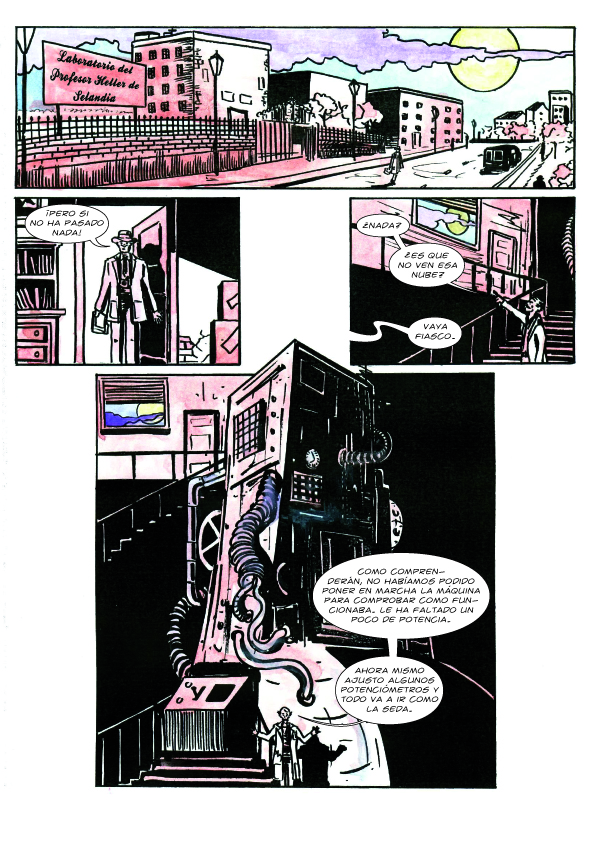 Laboratorio del
Profesor Keller de
Selandia
¡PERO SI
NO HA PASADO
NADA!
¿NADA?
¿ES QUE
NO VEN ESA
NUBE?
VAYA
FIASCO.
COMO COMPREN-
DERÁN, NO HABÍAMOS PODIDO
PONER EN MARCHA LA MÁQUINA
PARA COMPROBAR COMO FUN-
CIONABA. LE HA FALTADO UN
POCO DE POTENCIA.
AHORA MISMO
AJUSTO ALGUNOS
POTENCIÓMETROS Y
TODO VA A IR COMO
LA SEDA.